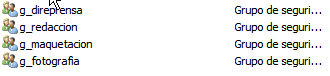 g_direprensa Grupo de seguri...
g_redaccion Grupo de seguri...
g_maquetacion Grupo de seguri...
g_fotografia Grupo de seguri...